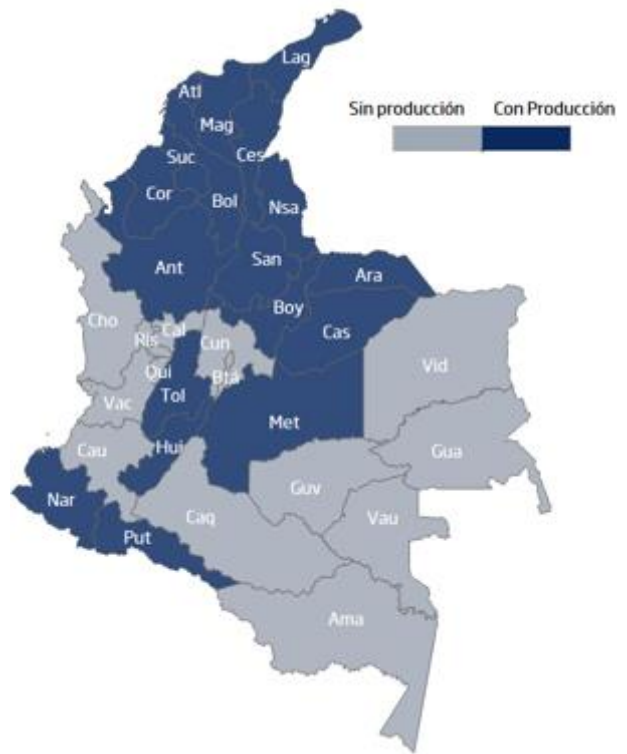 Lag
Sin producción Con Producción
Atl
Mag
Suc
Ces
Cor
Bol
Nsa
Ant
San
Ara
Boy
Cho
Cas
Ris
Cal
Cun
Vid
Qui
Bta
Tol
Vac
Met
Hui
Cau
Gua
Guv
Nar
Caq
Vau
Put
Ama